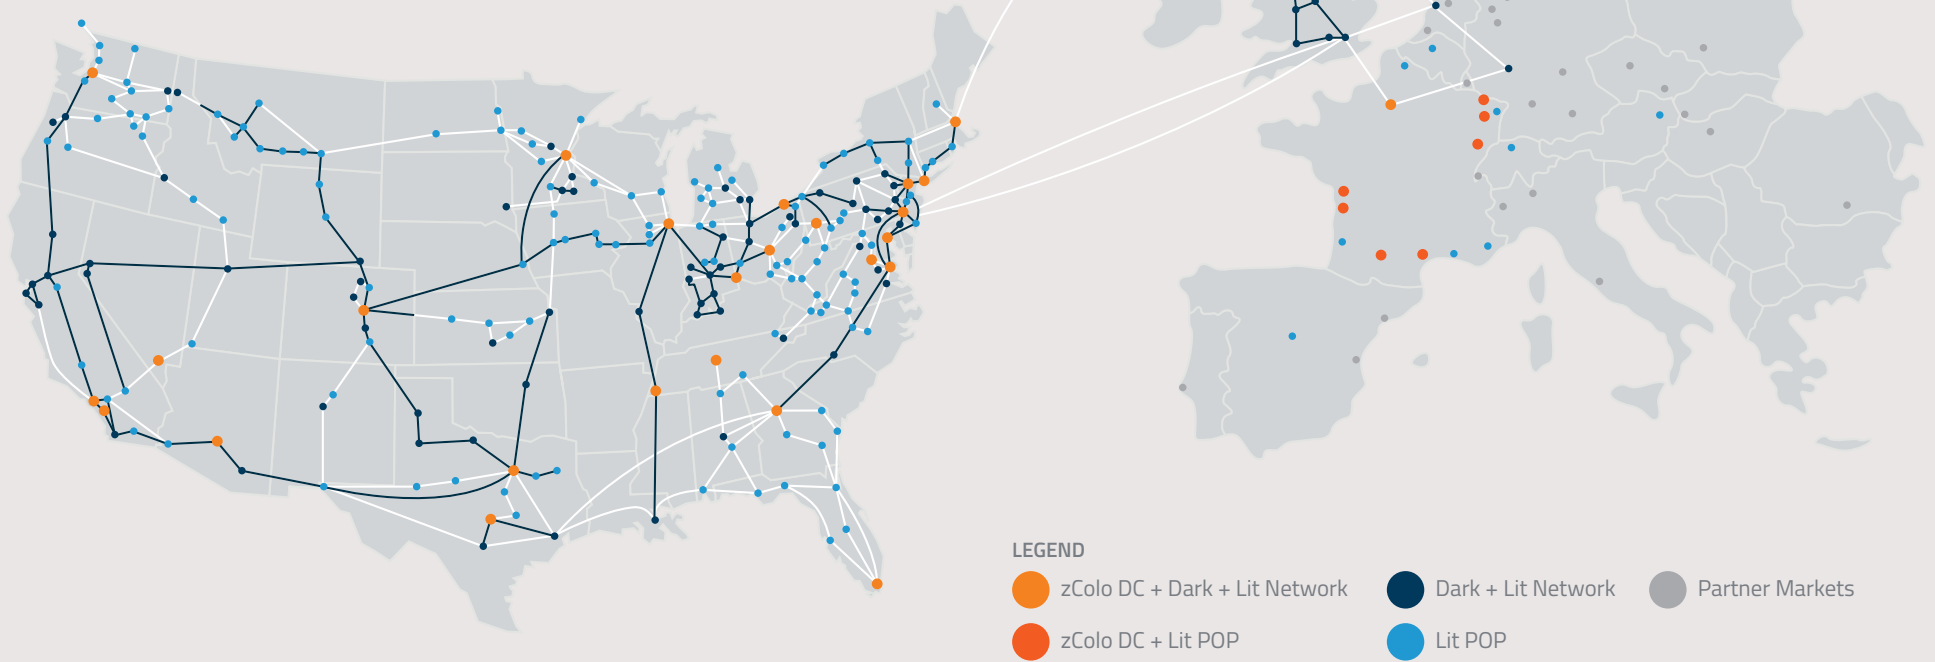 LEGEND
zColo DC + Dark + Lit Network
Dark + Lit Network
Partner Markets
zColo DC + Lit POP
Lit POP